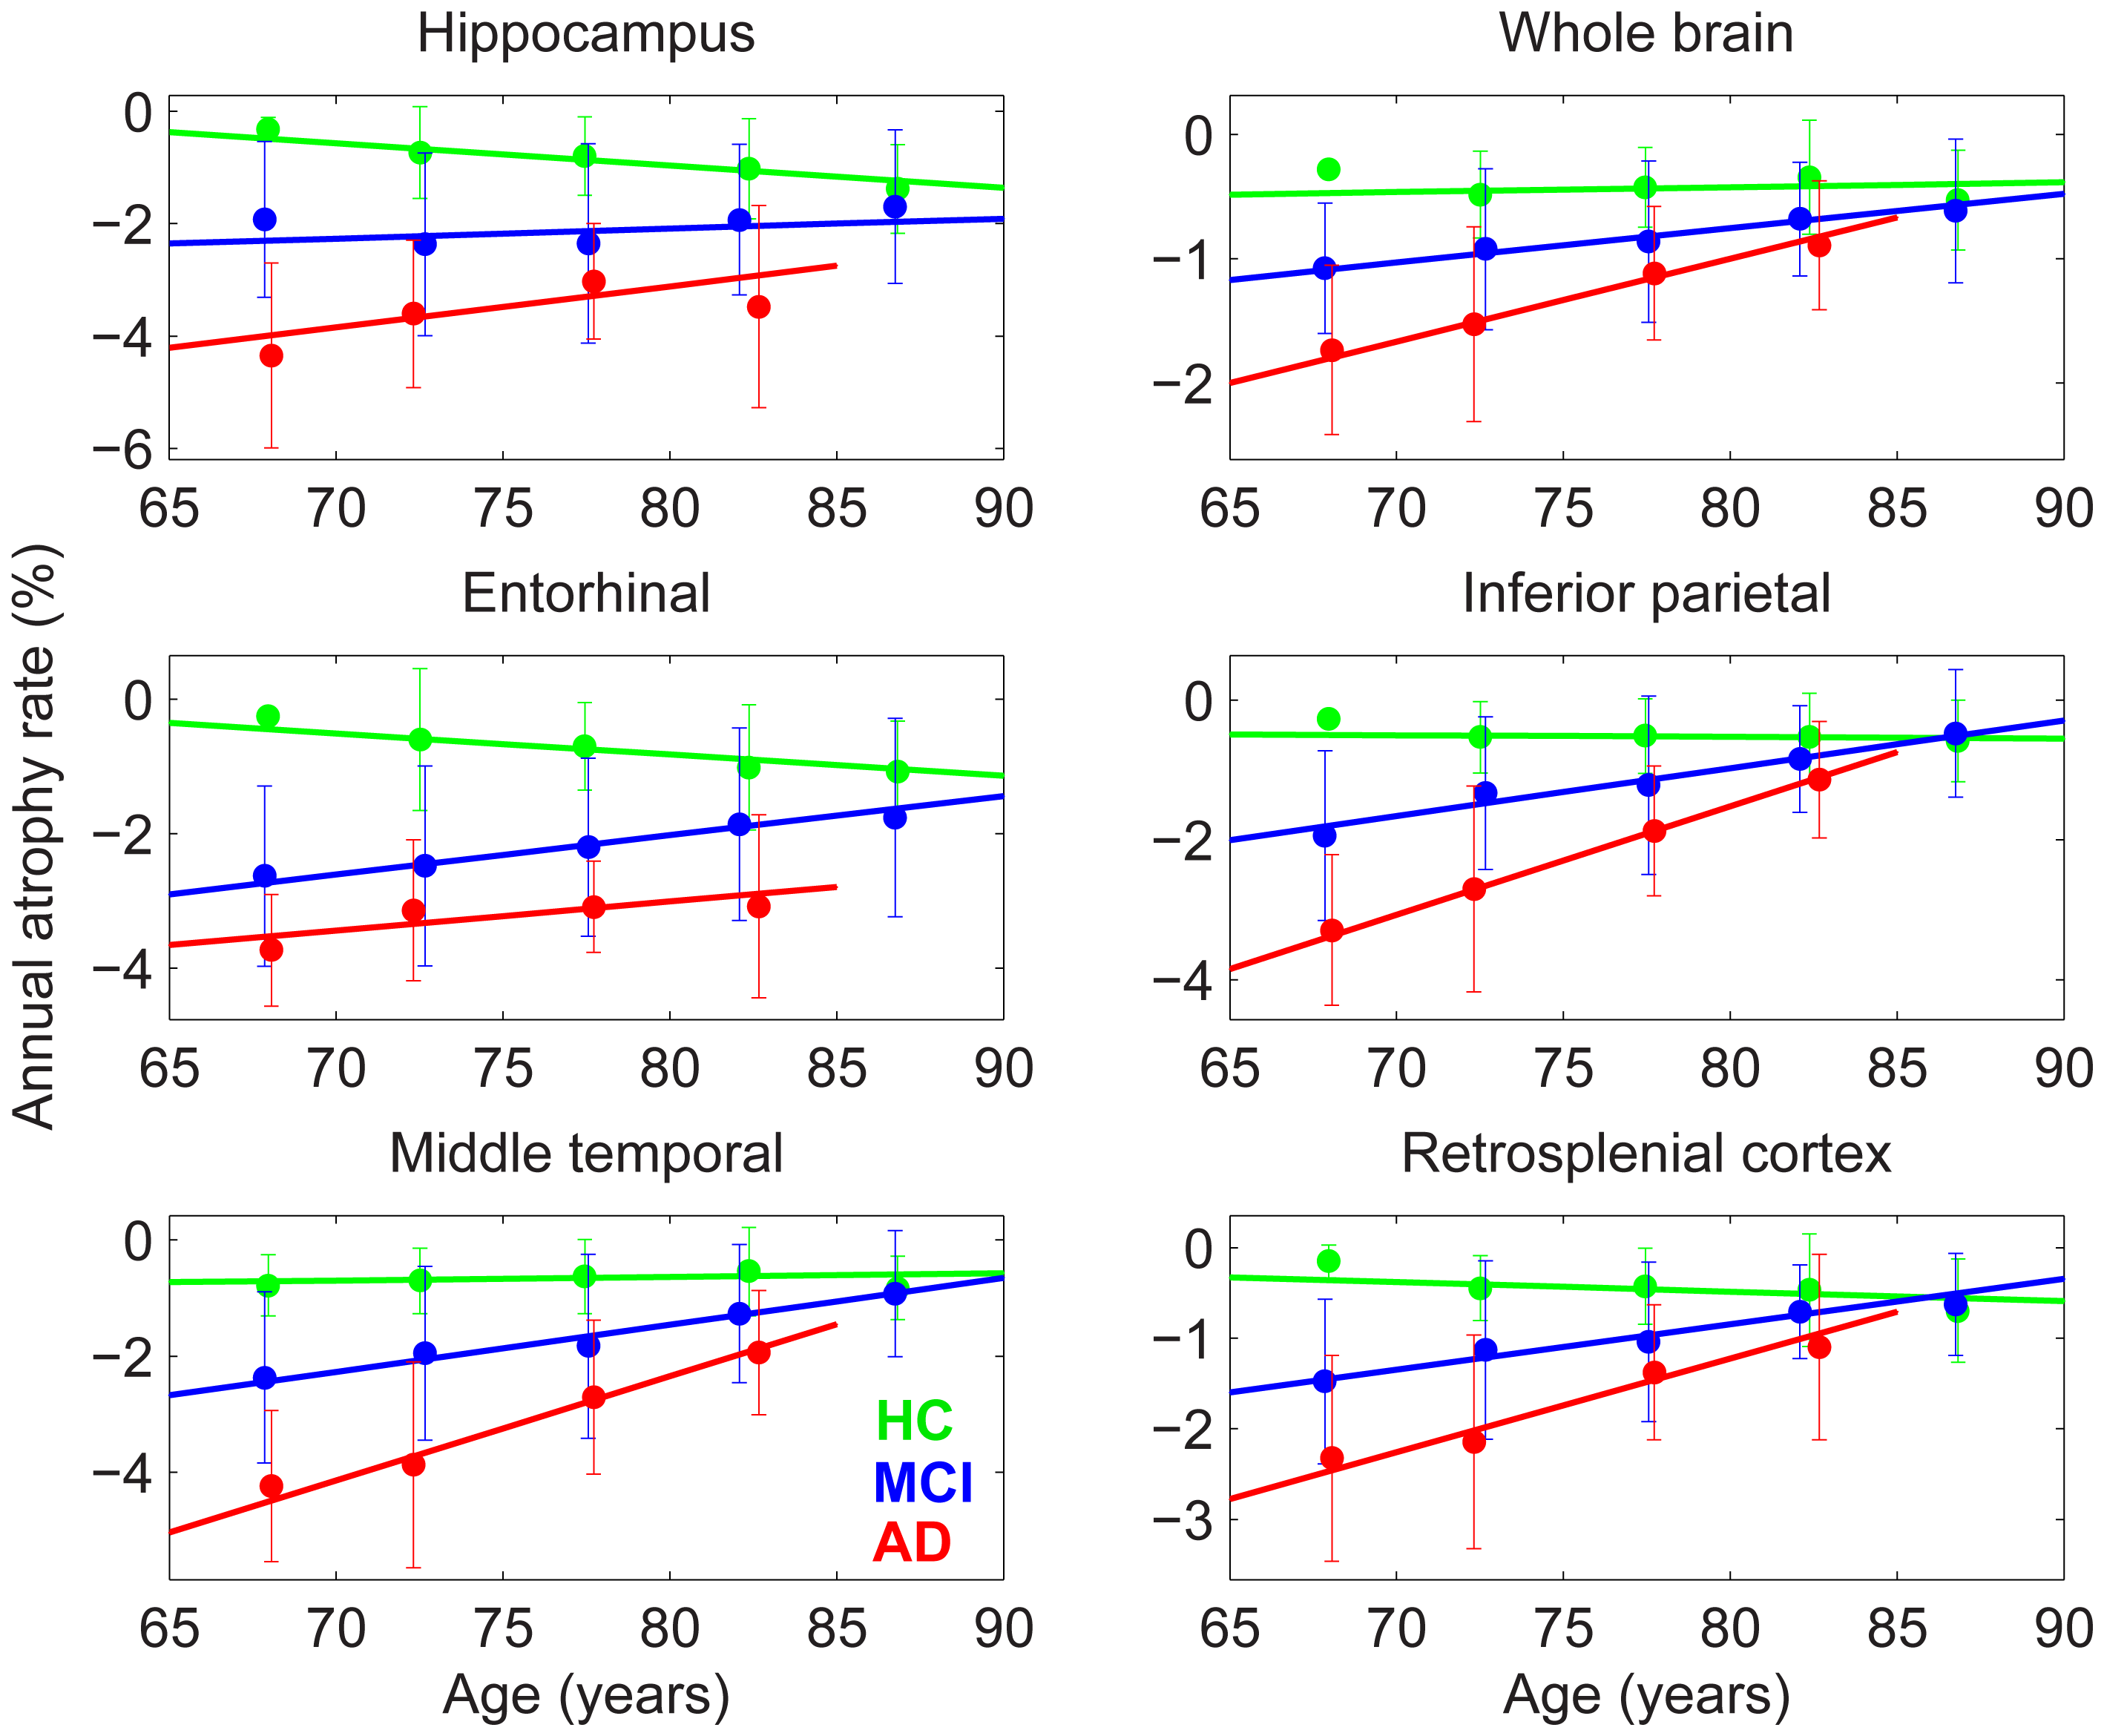 Hippocampus
0
−2
−4
−6
65 70 75 80 85 90
Whole brain
0
−1
−2
65 70 75 80 85 90
Annual atrophy rate (%)
Entorhinal
0
−2
−4
65 70 75 80 85 90
Inferior parietal
0
−2
−4
65 70 75 80 85 90
Middle temporal
0
−2
−4
HC
MCI
AD
65 70 75 80 85 90
Age (years)
Retrosplenial cortex
0
−1
−2
−3
65 70 75 80 85 90
Age (years)